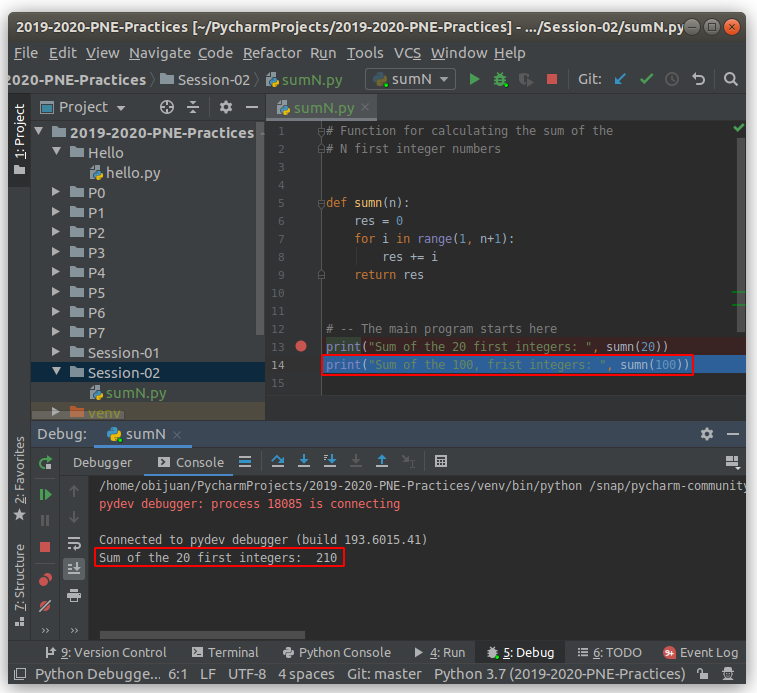 2019-2020-PNE-Practices [~/PycharmProjects/2019-2020-PNE-Practices] - .../Session-02/sumN.py
File Edit View Navigate Code Refactor Run Tools VCS Window Help
2020-PNE-Practices Session-02 sumN.py sumN Git:
1: Project
Project
sumN.py
2019-2020-PNE-Practices
Hello
hello.py
P0
P1
P2
P3
P4
P5
P6
P7
Session-01
Session-02
sumN.py
venv
1 # Function for calculating the sum of the
2 # N first integer numbers
3
4
5 def sumn(n):
6 res = 0
7 for i in range(1, n+1):
8 res += i
9 return res
10
11
12 # -- The main program starts here
13 print("Sum of the 20 first integers: ", sumn(20))
14 print("Sum of the 100, frist integers: ", sumn(100))
15
2: Favorites
7: Structure
Debug: sumN
Debugger Console
/home/obijuan/PycharmProjects/2019-2020-PNE-Practices/venv/bin/python /snap/pycharm-community
pydev debugger: process 18085 is connecting
Connected to pydev debugger (build 193.6015.41)
Sum of the 20 first integers:  210
9: Version Control Terminal Python Console 4: Run 5: Debug 6: TODO 9+ Event Log
Python Debugge... 6:1 LF UTF-8 4 spaces Git: master Python 3.7 (2019-2020-PNE-Practices)